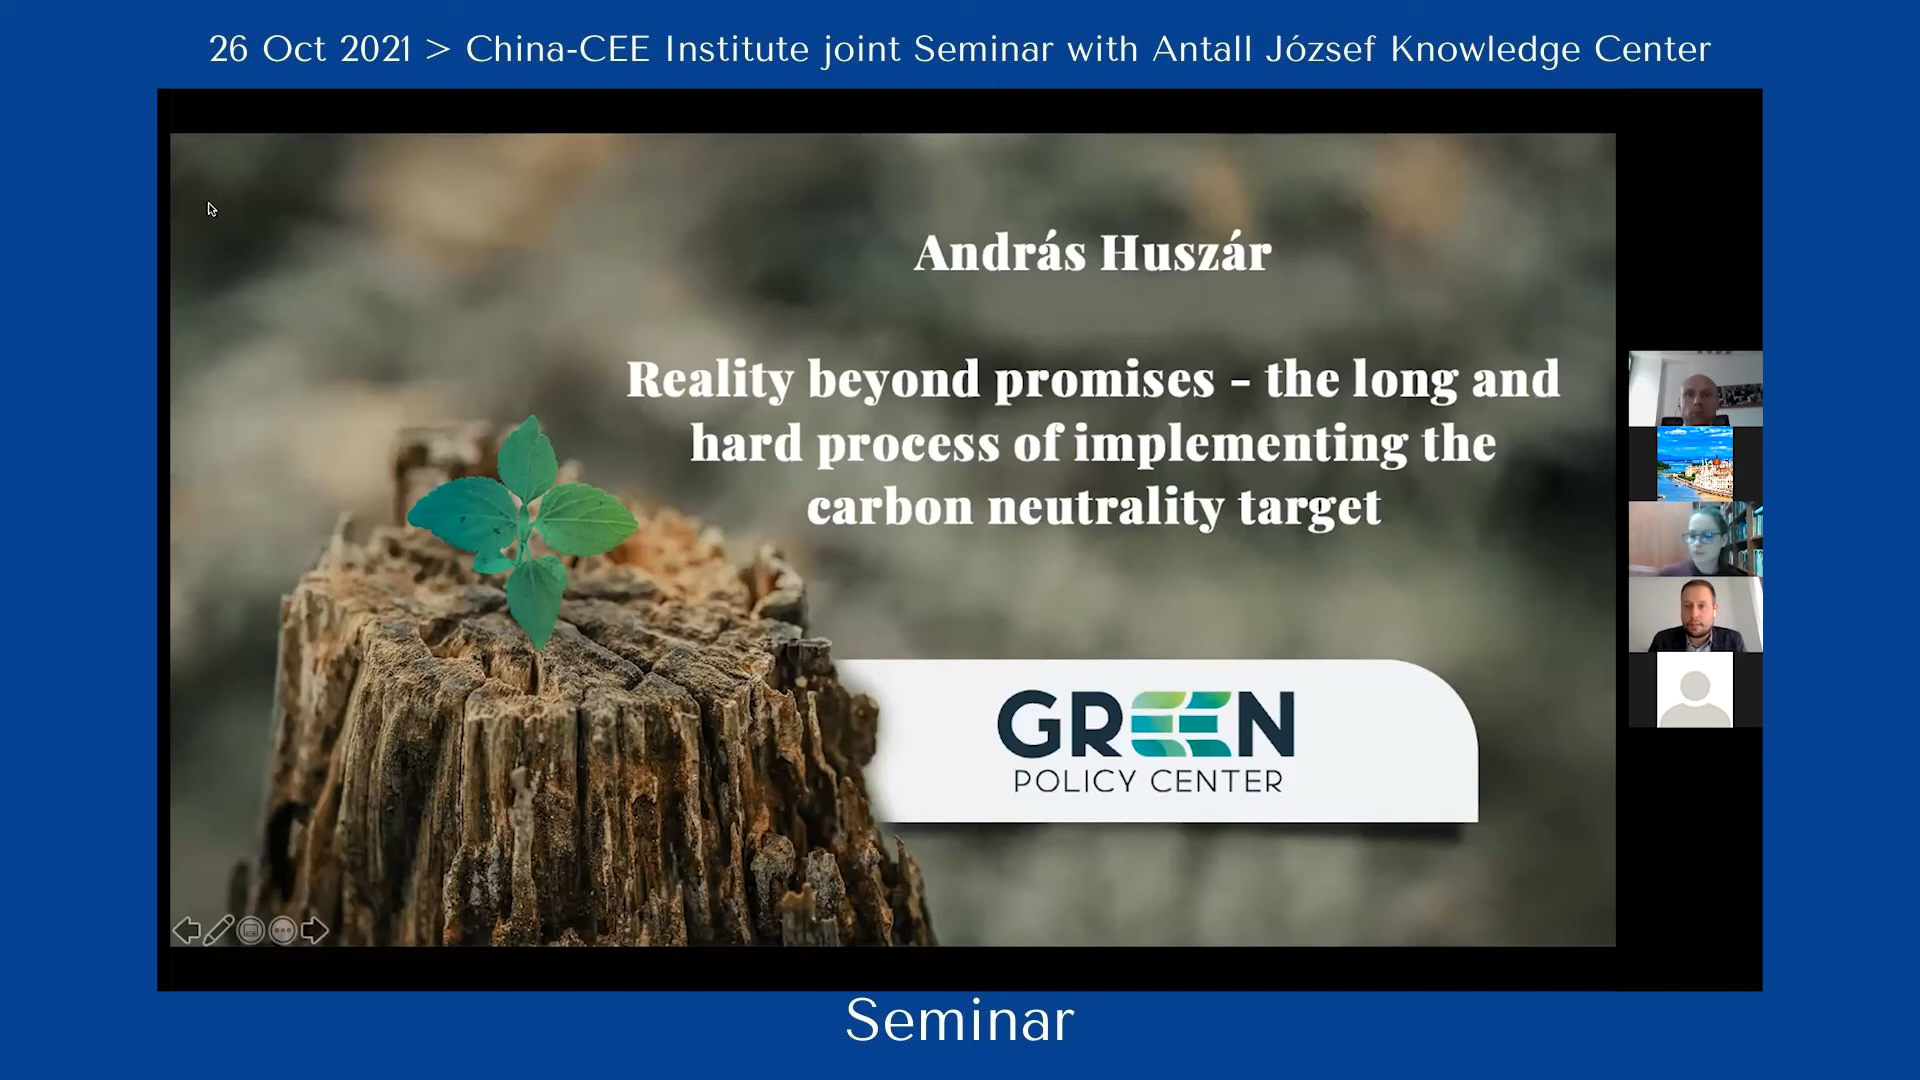 26 Oct 2021 > China-CEE Institute joint Seminar with Antall József Knowledge Center
András Huszár
Reality beyond promises - the long and
hard process of implementing the
carbon neutrality target
GREEN
POLICY CENTER
Seminar